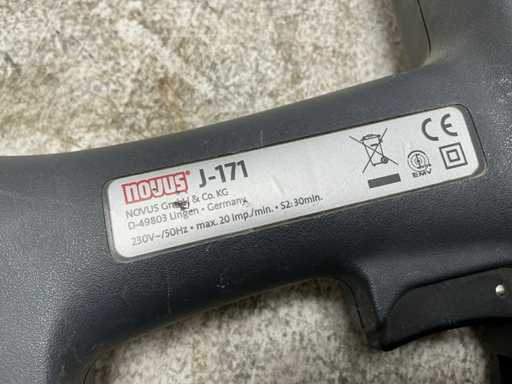 novus® J-171
NOVUS GmbH & Co. KG
D-49803 Lingen • Germany
230V~/50Hz • max. 20 imp./min. • S2:30min.
CE
EMV